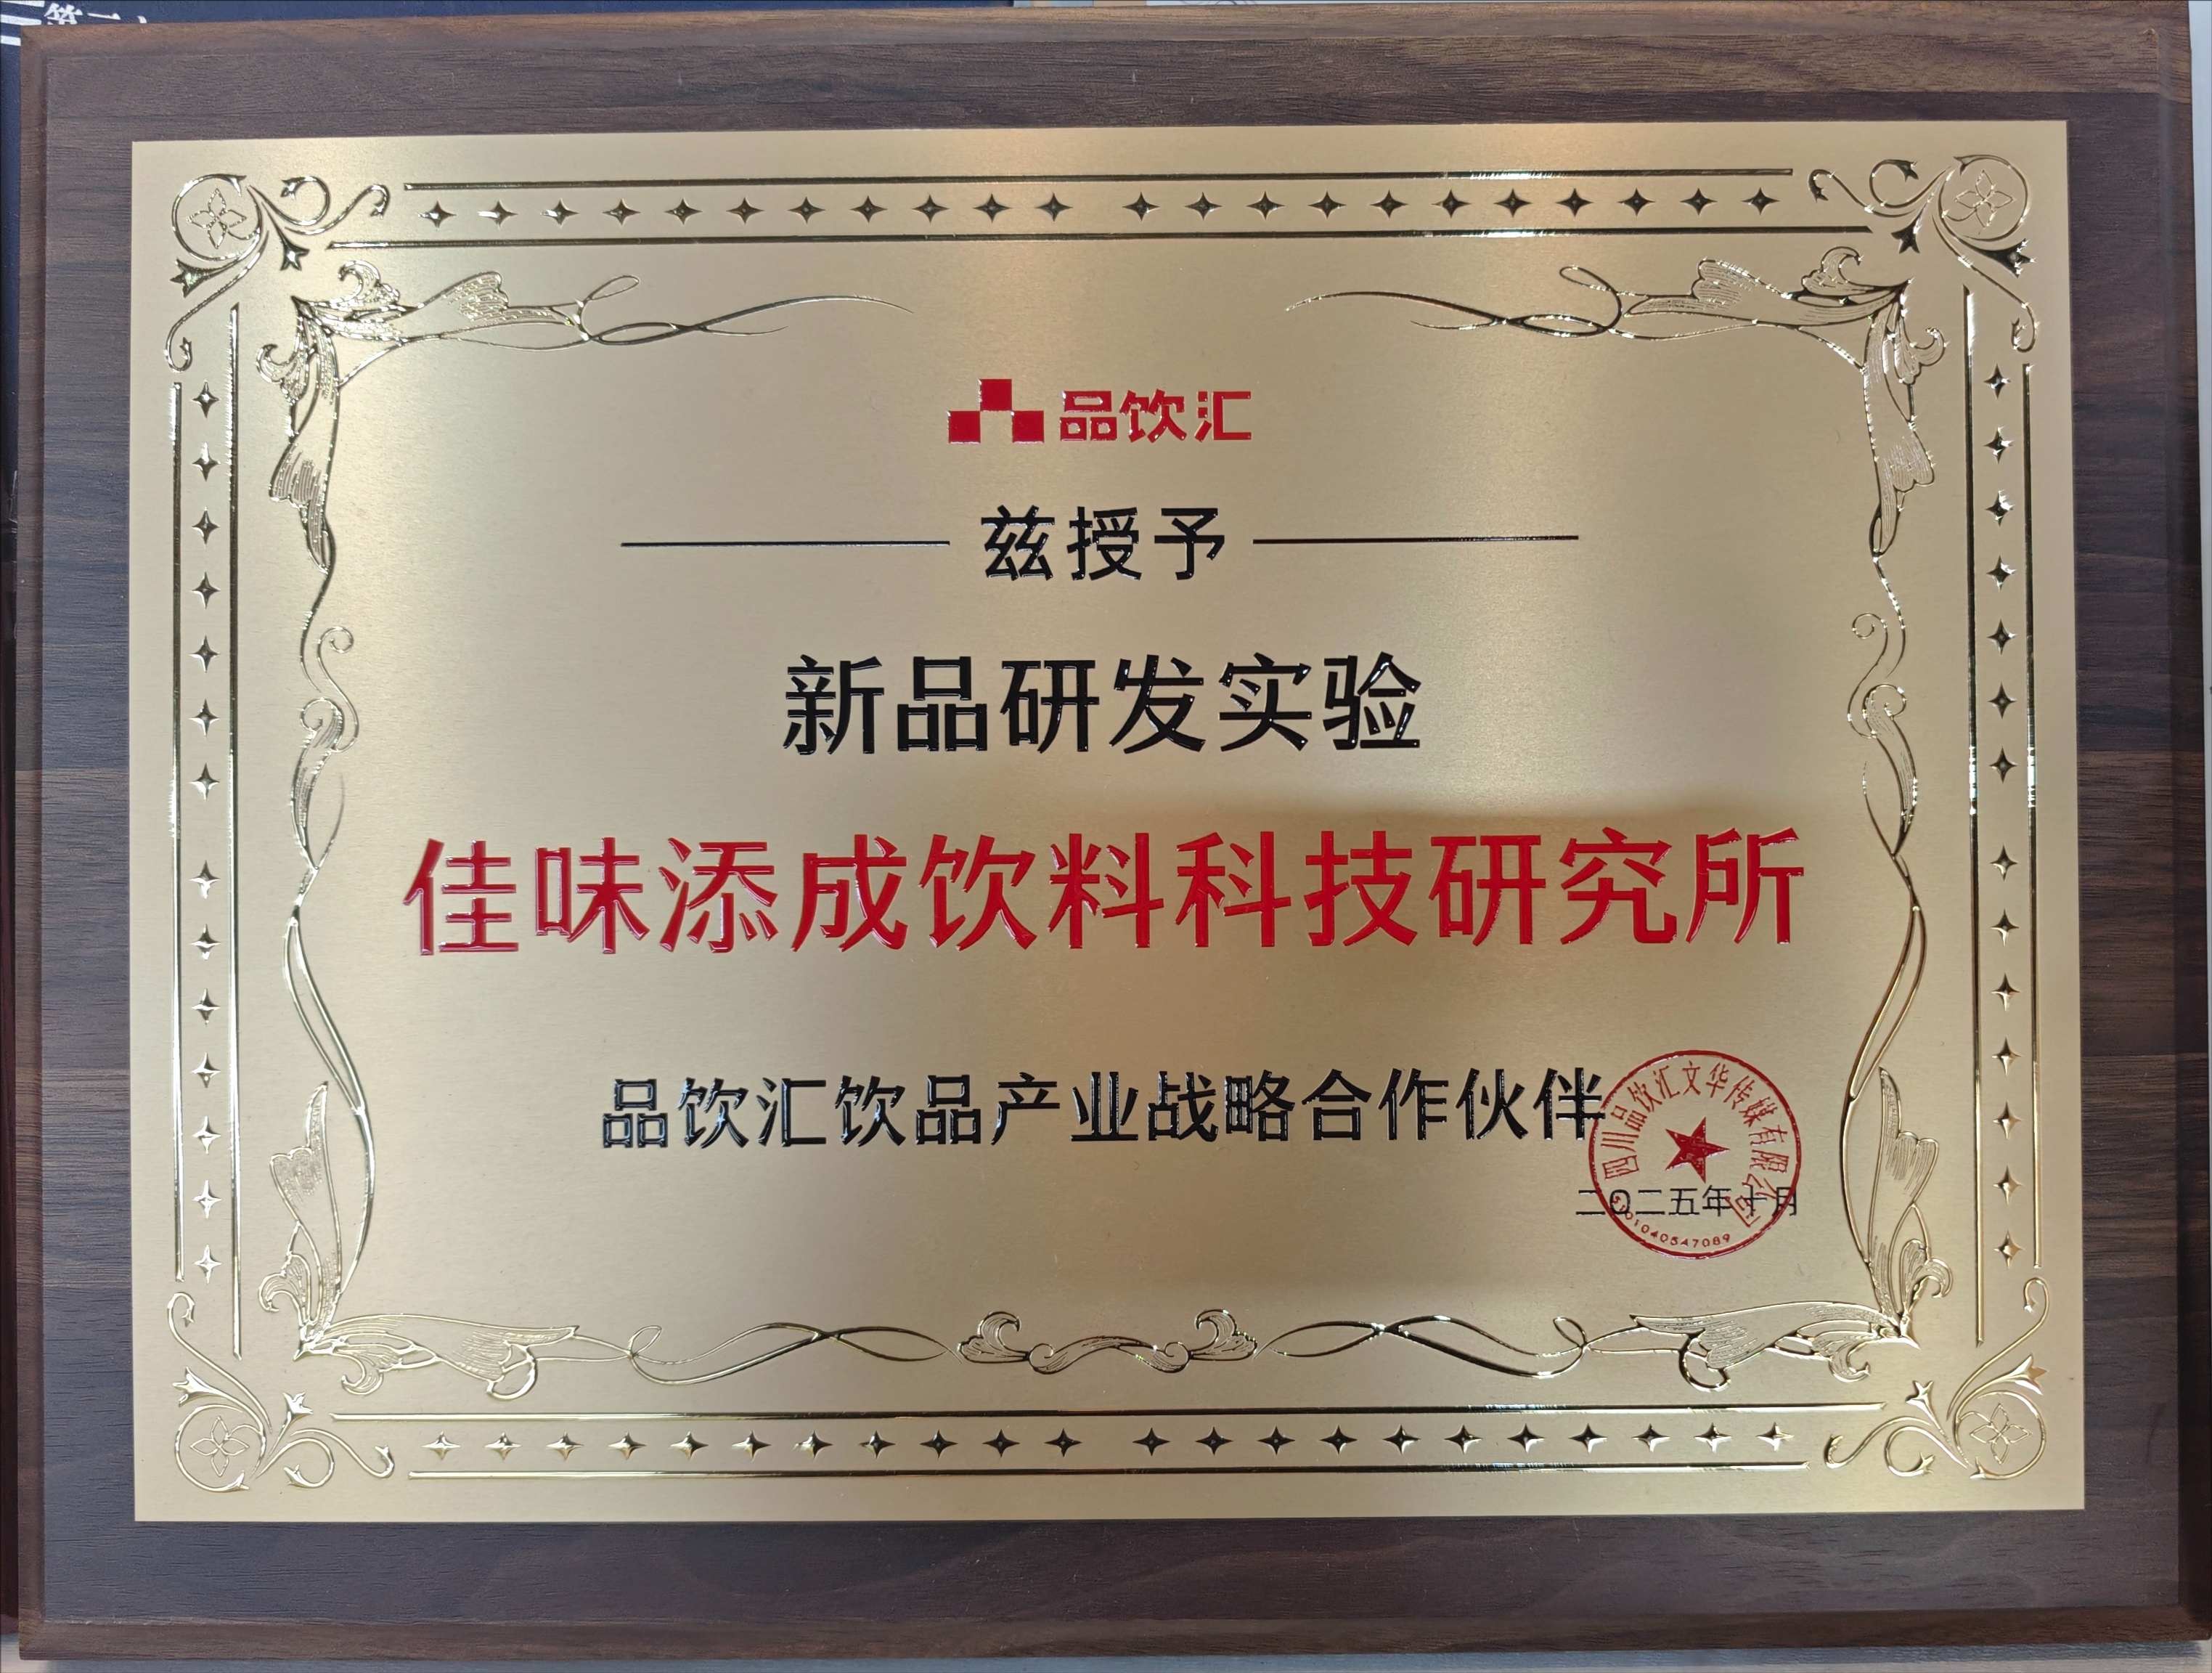 品饮汇
兹授予
新品研发实验
佳味添成饮料科技研究所
品饮汇饮品产业战略合作伙伴
四川品饮汇文华传媒有限公司
二〇二五年十月